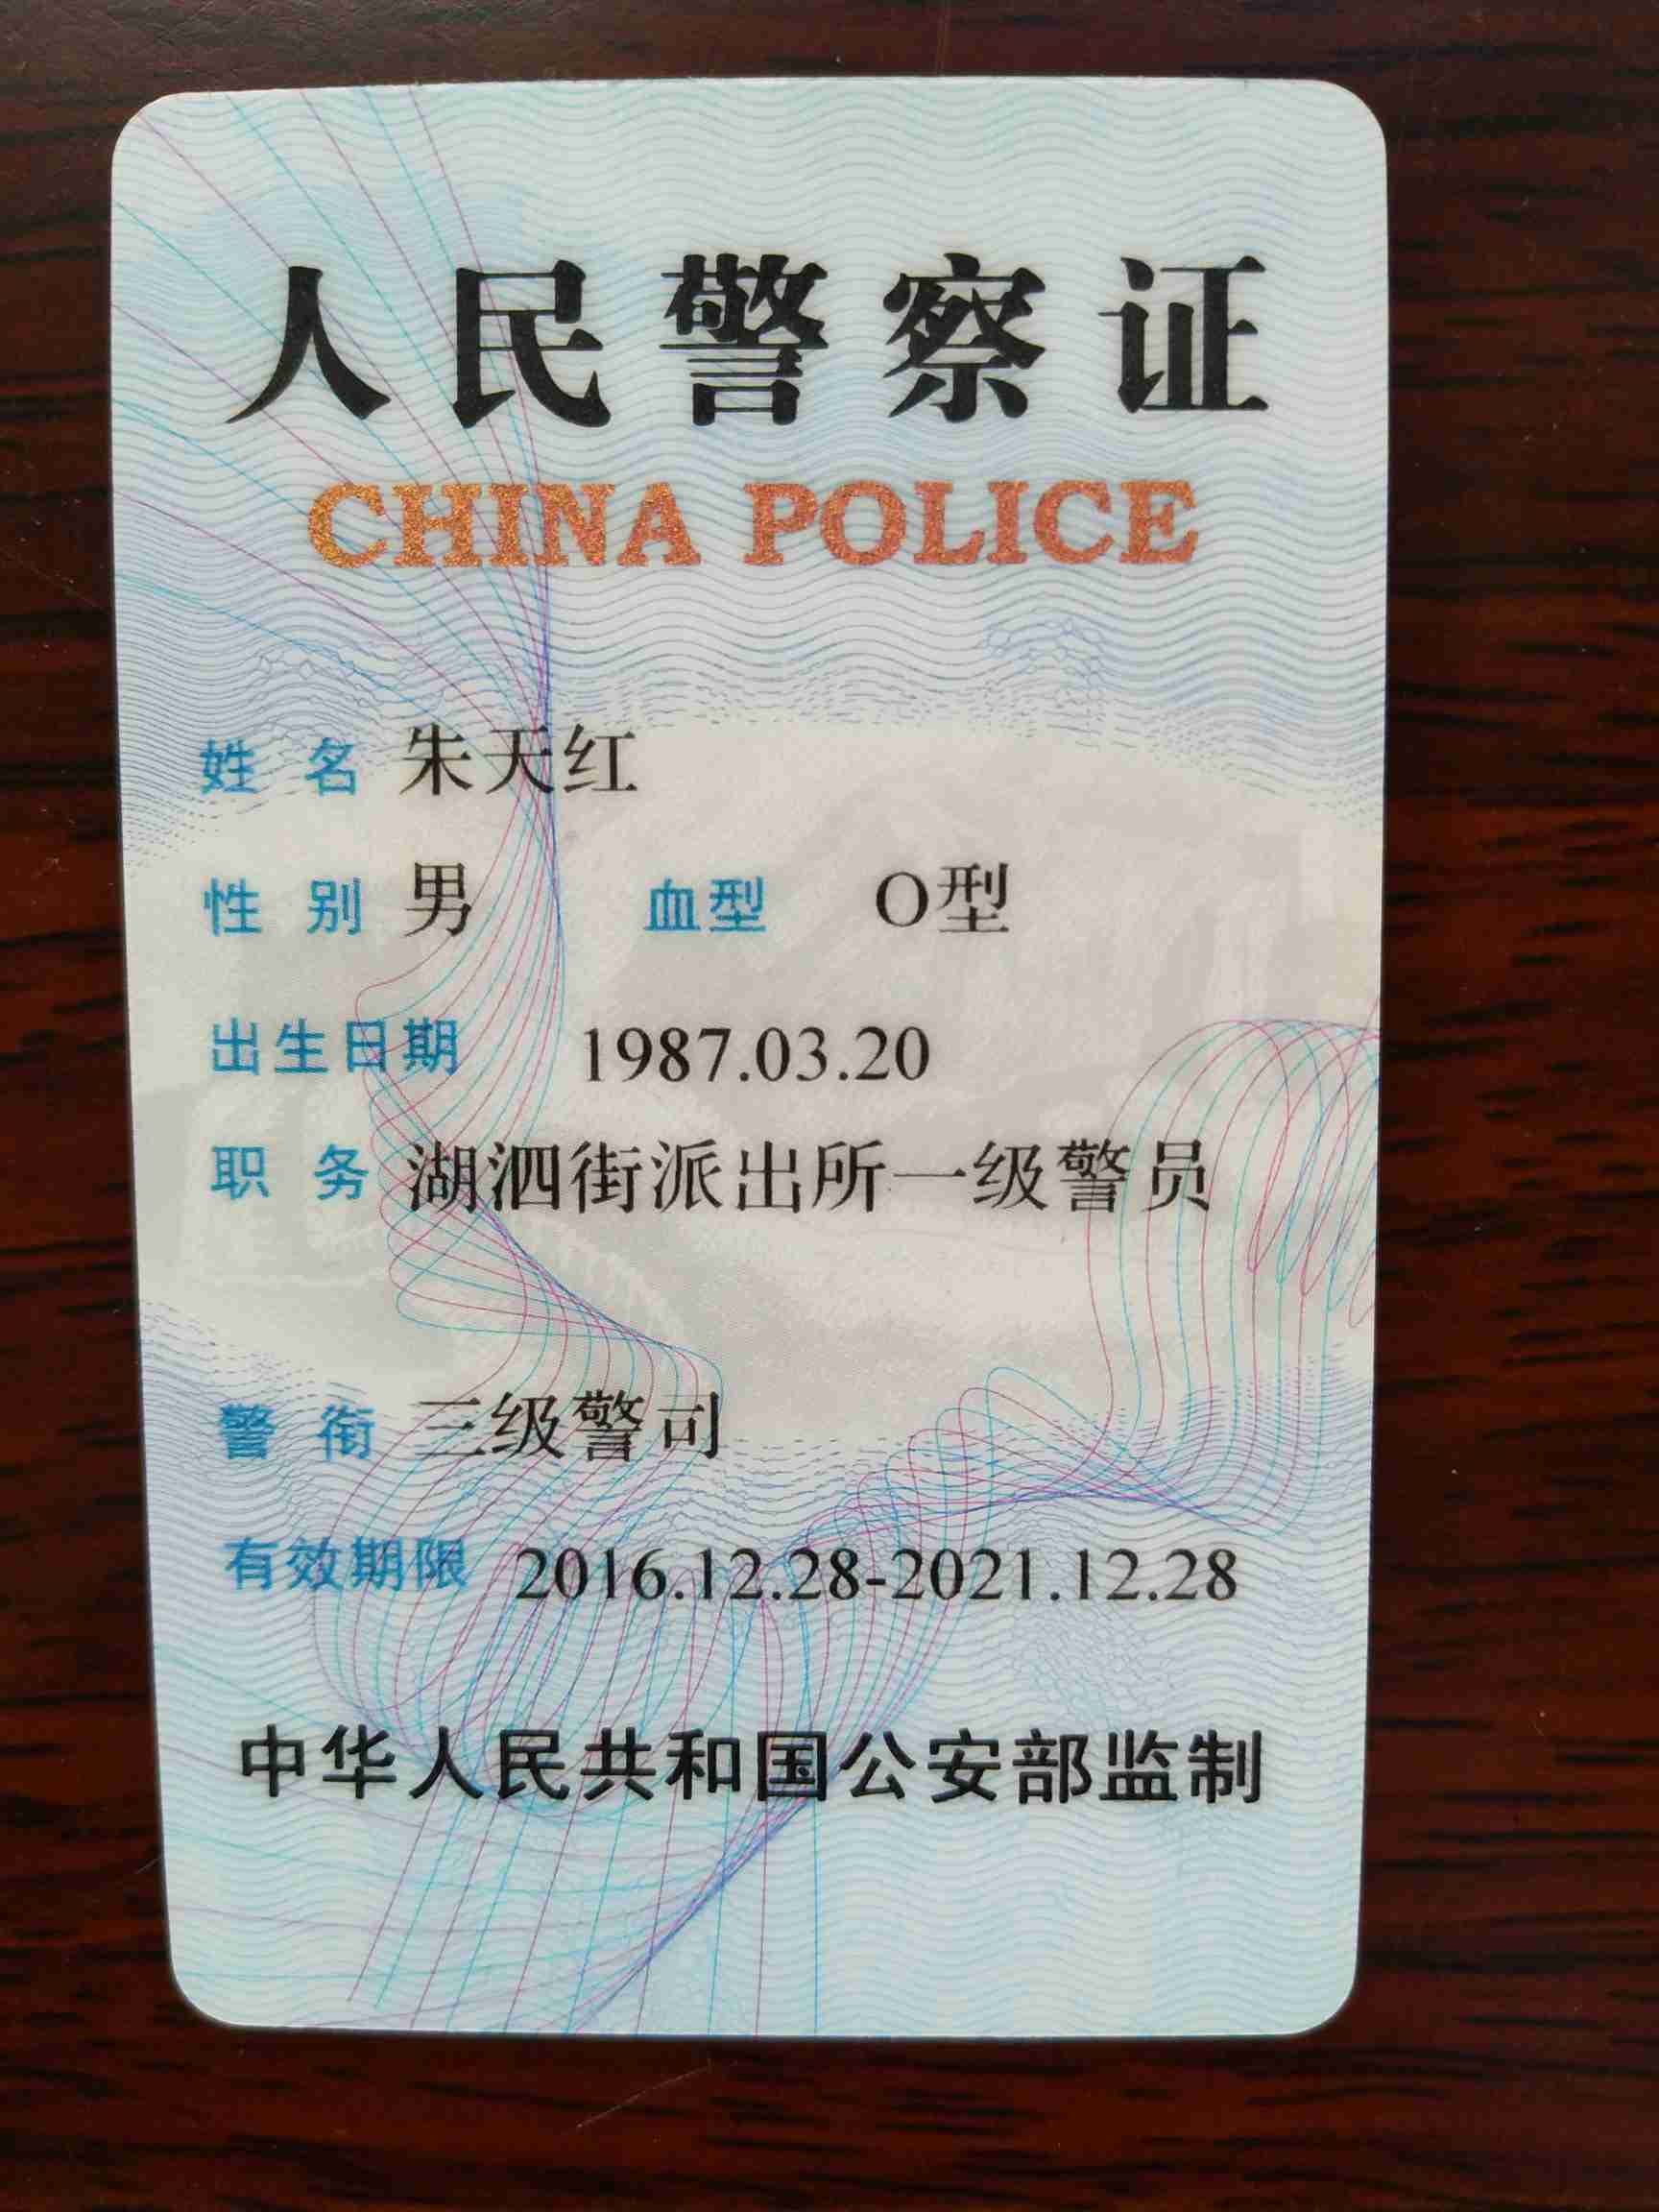 人民警察证
CHINA POLICE
姓 名 朱天红
性 别 男 血型 O型
出生日期 1987.03.20
职 务 湖泗街派出所一级警员
警 衔 三级警司
有效期限 2016.12.28-2021.12.28
中华人民共和国公安部监制